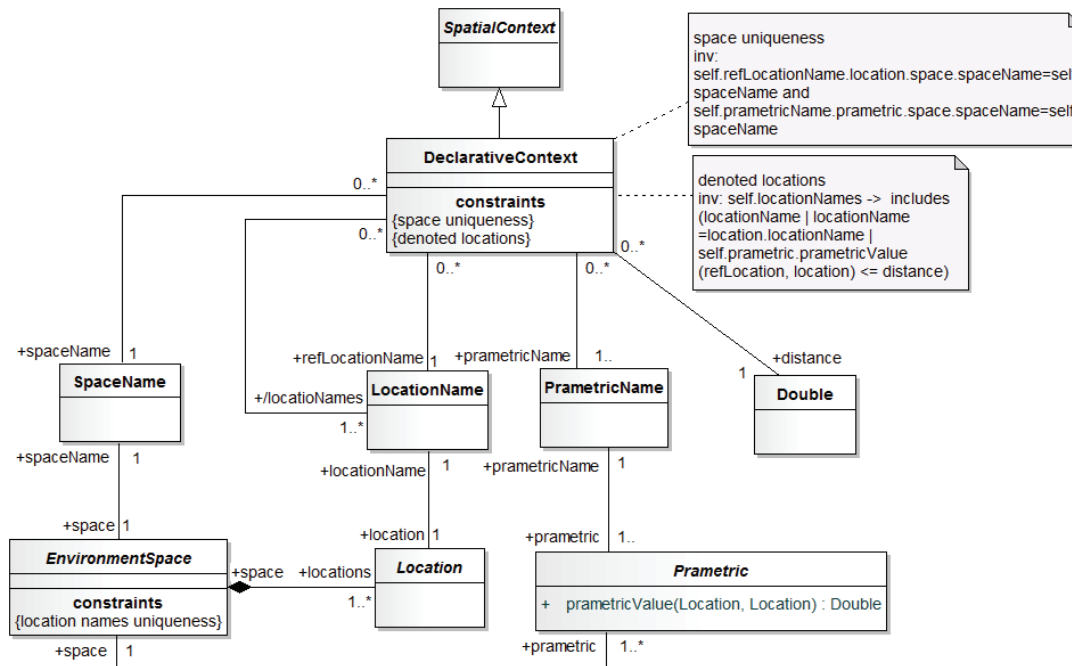 SpatialContext
space uniqueness
inv:
self.refLocationName.location.space.spaceName=self
spaceName and
self.prametricName.prametric.space.spaceName=self
spaceName
DeclarativeContext
constraints
{space uniqueness}
{denoted locations}
denoted locations
inv: self.locationNames -> includes
(locationName | locationName
=location.locationName |
self.prametric.prametricValue
(refLocation, location) <= distance)
0..*
0..*
0..*
0..*
0..*
+spaceName 1
+refLocationName 1
+prametricName 1..
+distance
1
SpaceName
LocationName
PrametricName
Double
+/locatioNames
1..*
+spaceName 1
+locationName 1
+prametricName 1
+space 1
+location 1
+prametric 1..
EnvironmentSpace
constraints
{location names uniqueness}
+space +locations
1..*
Location
Prametric
+ prametricValue(Location, Location) : Double
+space 1
+prametric 1..*